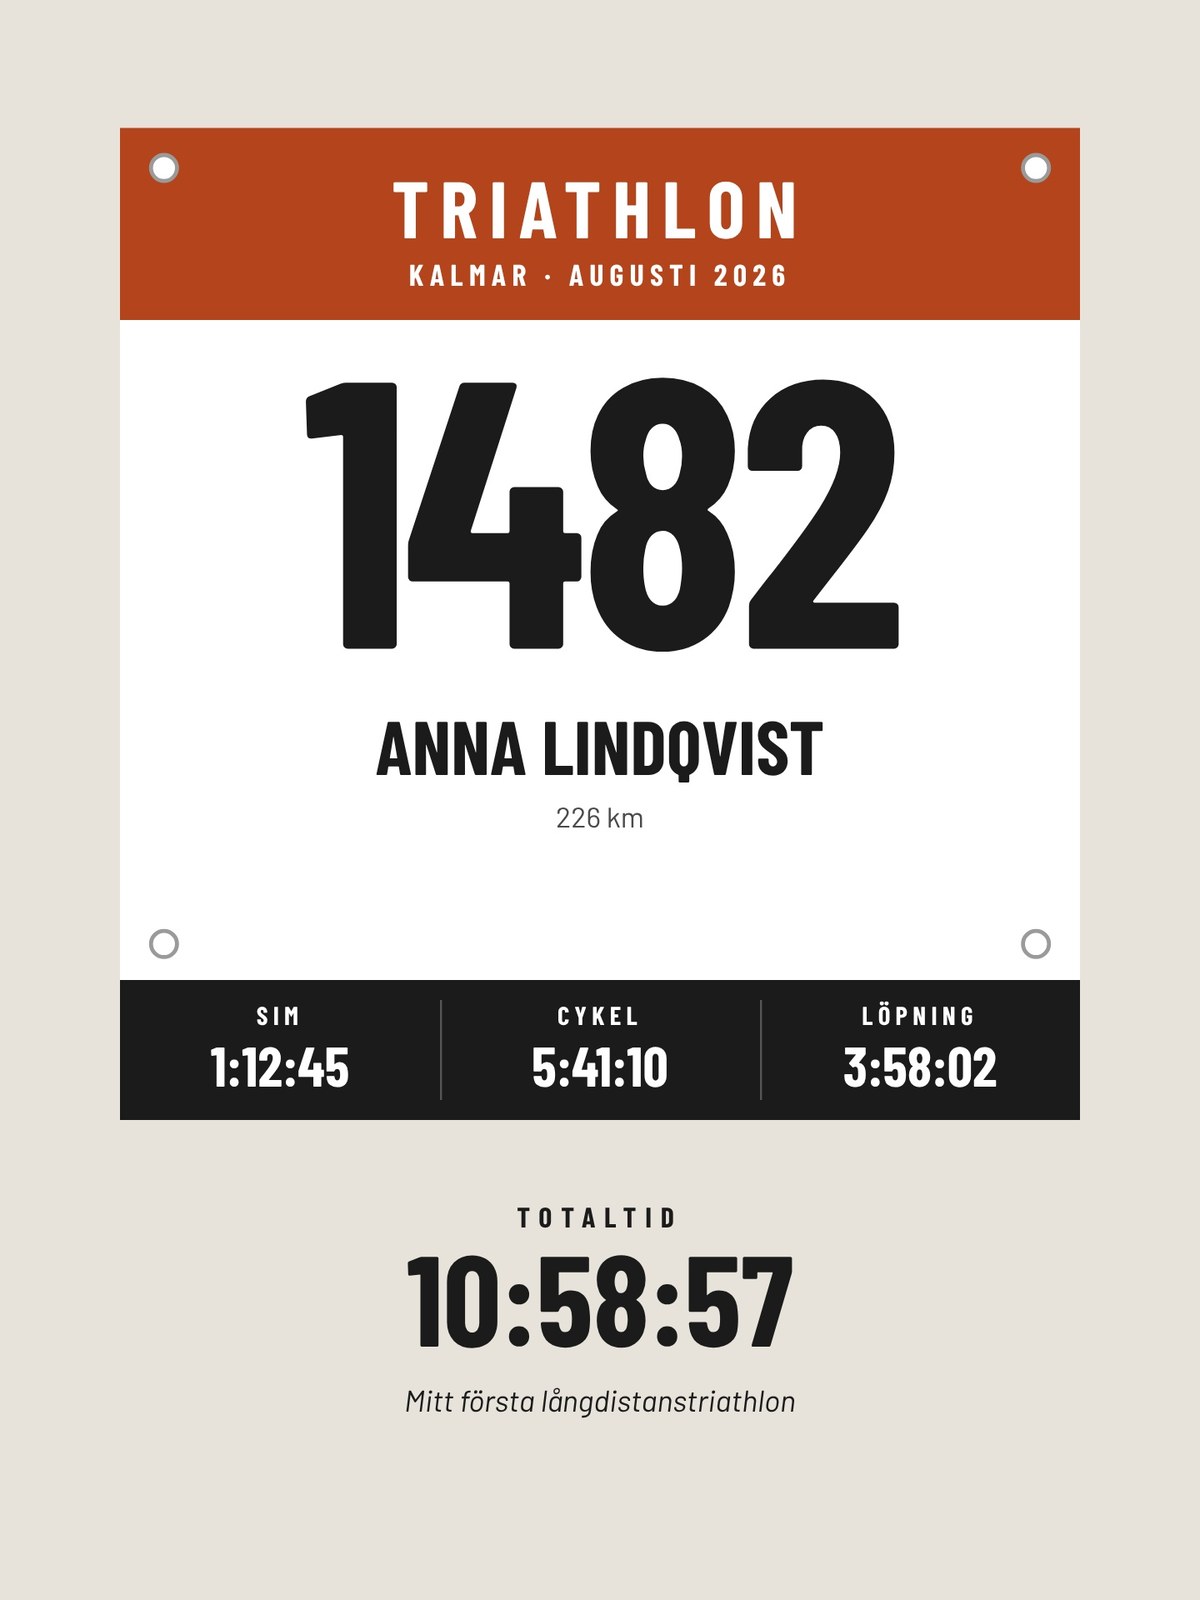 TRIATHLON
KALMAR · AUGUSTI 2026
1482
ANNA LINDQVIST
226 km
SIM
1:12:45
CYKEL
5:41:10
LÖPNING
3:58:02
TOTALTID
10:58:57
Mitt första långdistanstriathlon